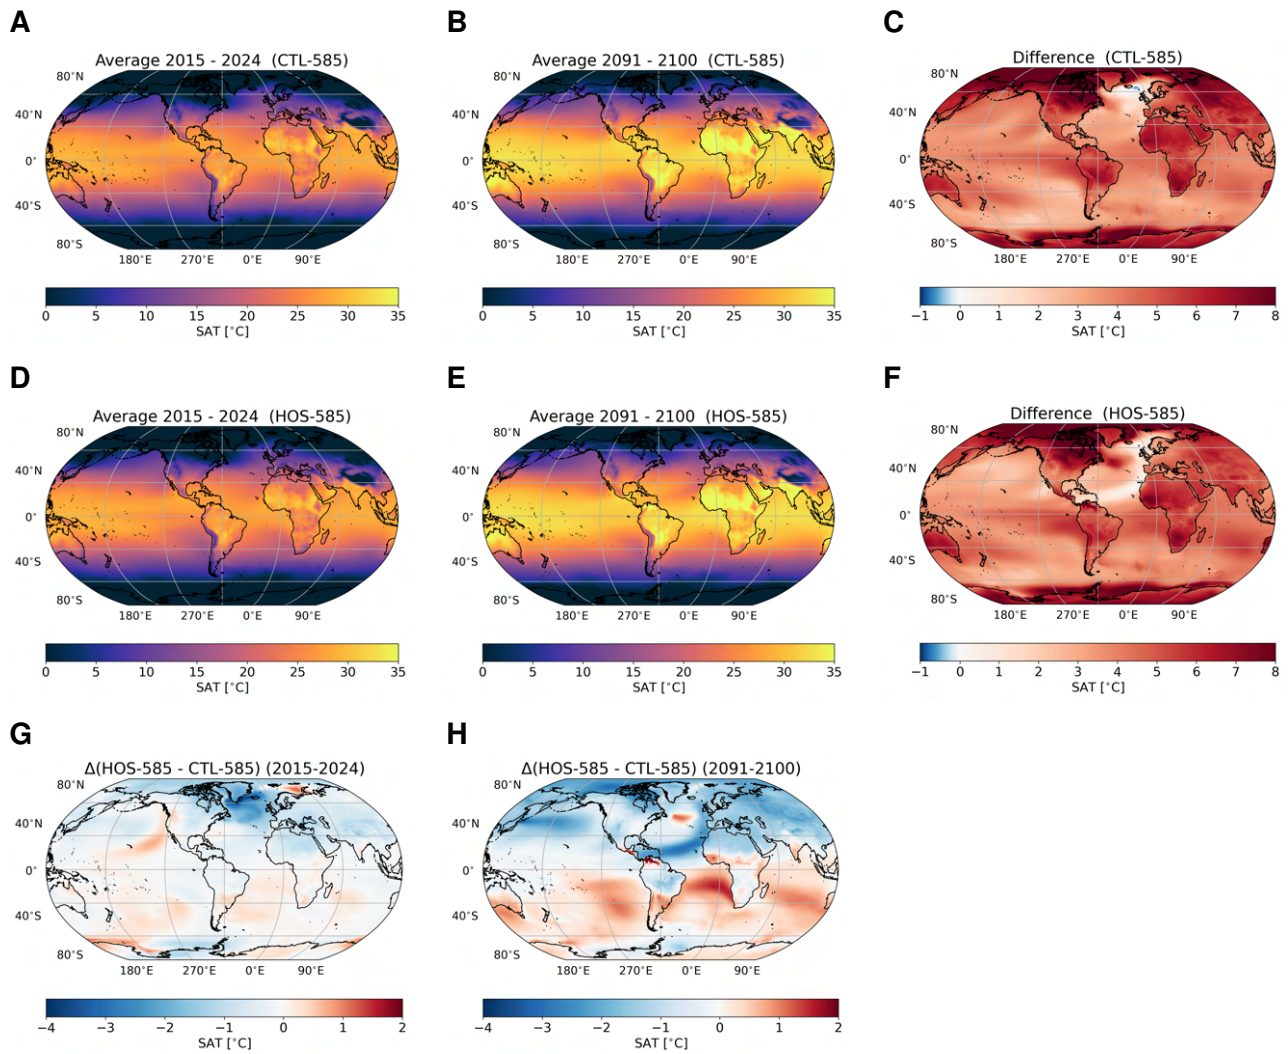 A
B
C
Average 2015 - 2024 (CTL-585)
Average 2091 - 2100 (CTL-585)
Difference (CTL-585)
80°N
40°N
0°
40°S
80°S
180°E 270°E 0°E 90°E
80°N
40°N
0°
40°S
80°S
180°E 270°E 0°E 90°E
80°N
40°N
0°
40°S
80°S
180°E 270°E 0°E 90°E
0 5 10 15 20 25 30 35
SAT [°C]
0 5 10 15 20 25 30 35
SAT [°C]
−1 0 1 2 3 4 5 6 7 8
SAT [°C]
D
E
F
Average 2015 - 2024 (HOS-585)
Average 2091 - 2100 (HOS-585)
Difference (HOS-585)
80°N
40°N
0°
40°S
80°S
180°E 270°E 0°E 90°E
80°N
40°N
0°
40°S
80°S
180°E 270°E 0°E 90°E
80°N
40°N
0°
40°S
80°S
180°E 270°E 0°E 90°E
0 5 10 15 20 25 30 35
SAT [°C]
0 5 10 15 20 25 30 35
SAT [°C]
−1 0 1 2 3 4 5 6 7 8
SAT [°C]
G
H
Δ(HOS-585 - CTL-585) (2015-2024)
Δ(HOS-585 - CTL-585) (2091-2100)
80°N
40°N
0°
40°S
80°S
180°E 270°E 0°E 90°E
80°N
40°N
0°
40°S
80°S
180°E 270°E 0°E 90°E
−4 −3 −2 −1 0 1 2
SAT [°C]
−4 −3 −2 −1 0 1 2
SAT [°C]